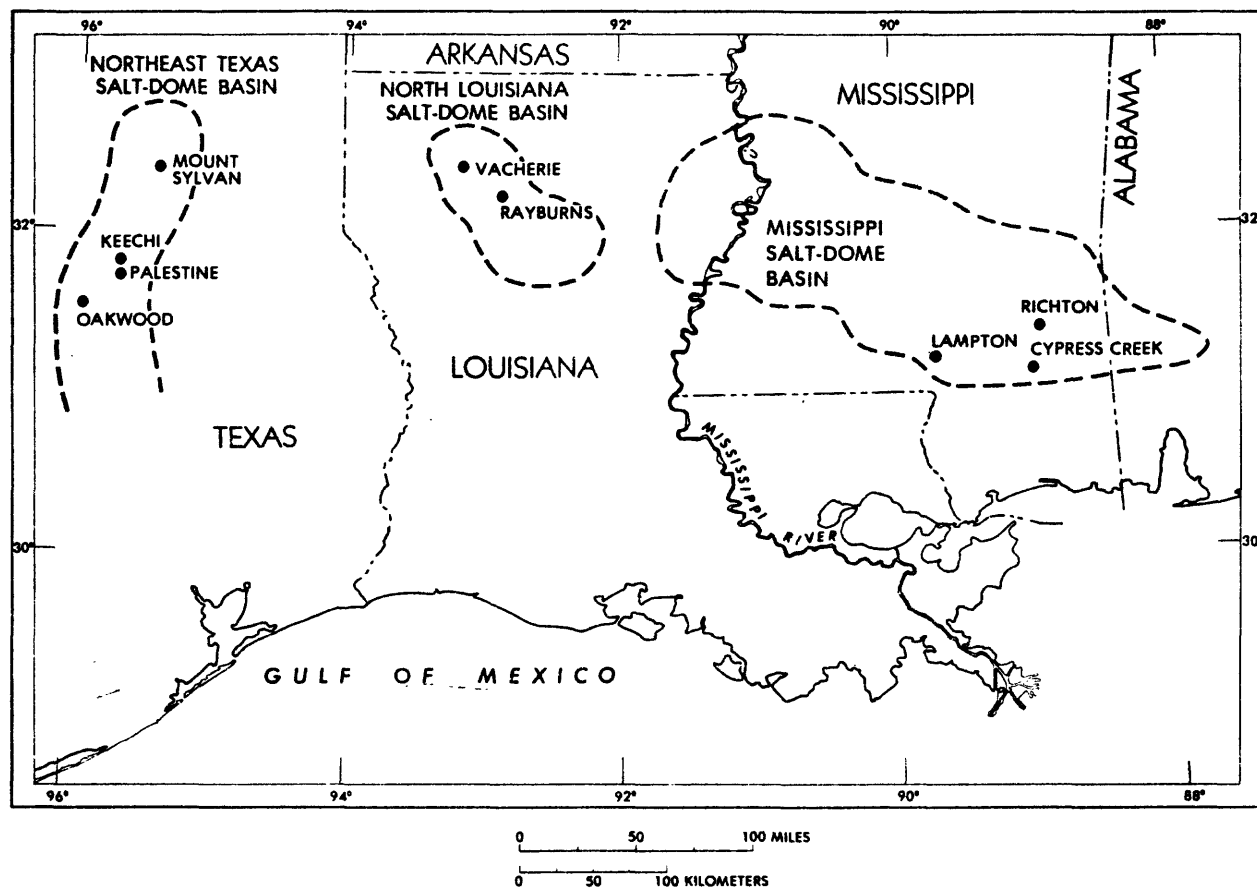 96°
94°
92°
90°
88°
NORTHEAST TEXAS
SALT-DOME BASIN
ARKANSAS
NORTH LOUISIANA
SALT-DOME BASIN
MISSISSIPPI
ALABAMA
MOUNT
SYLVAN
VACHERIE
RAYBURNS
32°
32
KEECHI
PALESTINE
OAKWOOD
MISSISSIPPI
SALT-DOME
BASIN
RICHTON
LAMPTON
CYPRESS CREEK
LOUISIANA
TEXAS
MISSISSIPPI
RIVER
30°
30
GULF OF MEXICO
96°
94°
92°
90°
88°
0 50 100 MILES
0 50 100 KILOMETERS